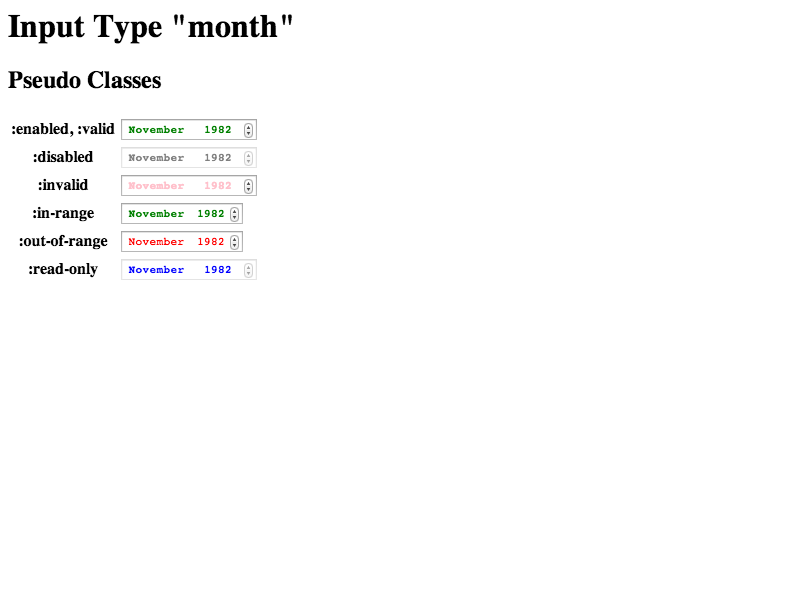 Input Type "month"
Pseudo Classes
:enabled, :valid November 1982
:disabled November 1982
:invalid November 1982
:in-range November 1982
:out-of-range November 1982
:read-only November 1982